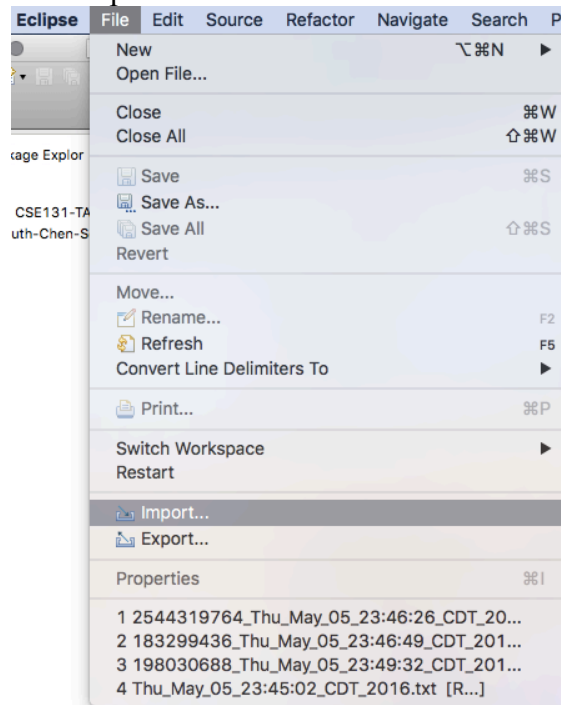 Eclipse File Edit Source Refactor Navigate Search P
New ⌥⌘N ▶
Open File...
Close ⌘W
Close All ⇧⌘W
kage Explor
Save ⌘S
CSE131-TA
Save As...
uth-Chen-S
Save All ⇧⌘S
Revert
Move...
Rename... F2
Refresh F5
Convert Line Delimiters To ▶
Print... ⌘P
Switch Workspace ▶
Restart
Import...
Export...
Properties ⌘I
1 2544319764_Thu_May_05_23:46:26_CDT_20...
2 183299436_Thu_May_05_23:46:49_CDT_201...
3 198030688_Thu_May_05_23:49:32_CDT_201...
4 Thu_May_05_23:45:02_CDT_2016.txt [R...]